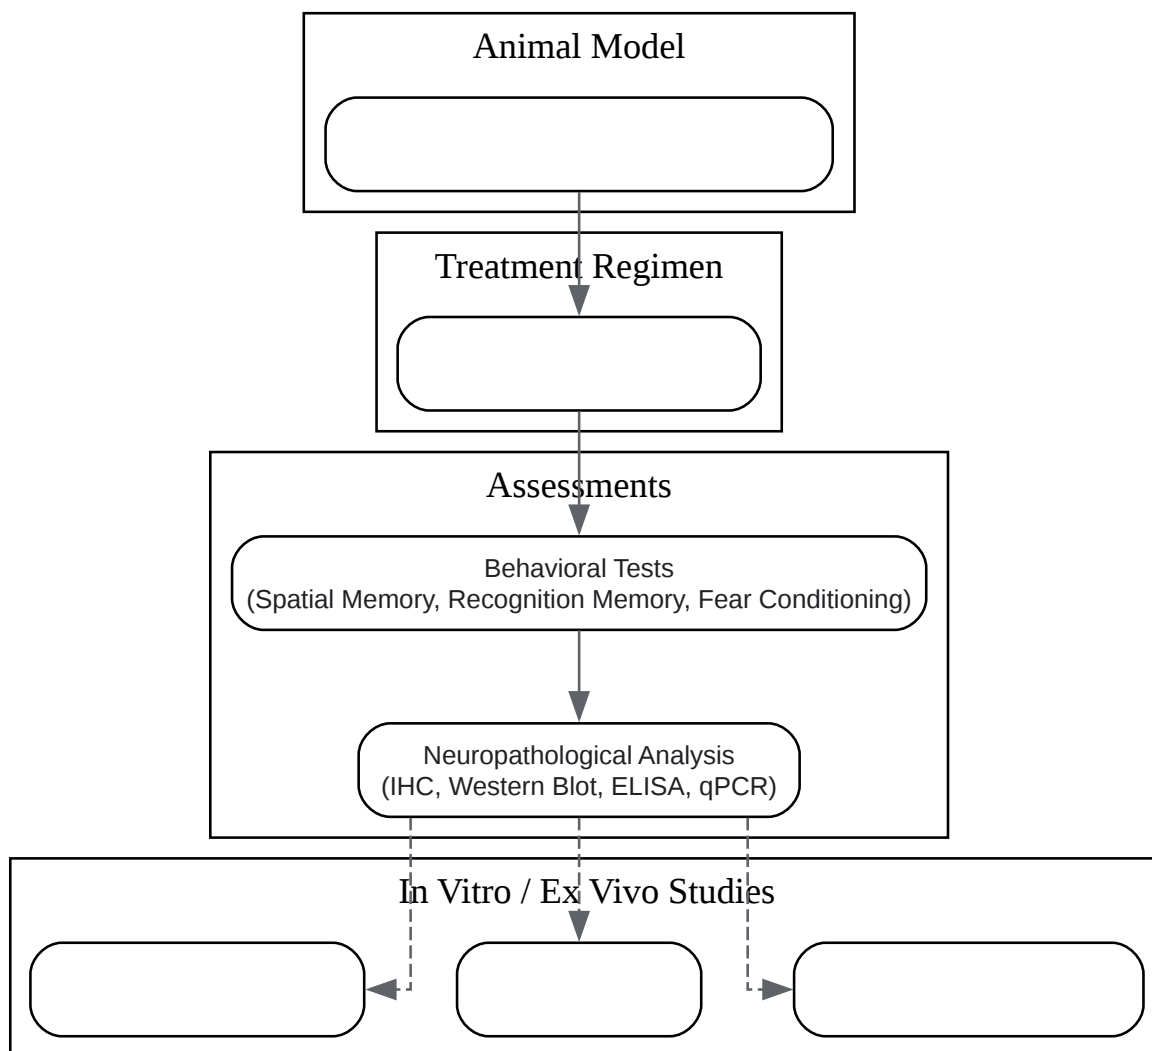 Animal Model
Treatment Regimen
Assessments
Behavioral Tests
(Spatial Memory, Recognition Memory, Fear Conditioning)
Neuropathological Analysis
(IHC, Western Blot, ELISA, qPCR)
In Vitro / Ex Vivo Studies